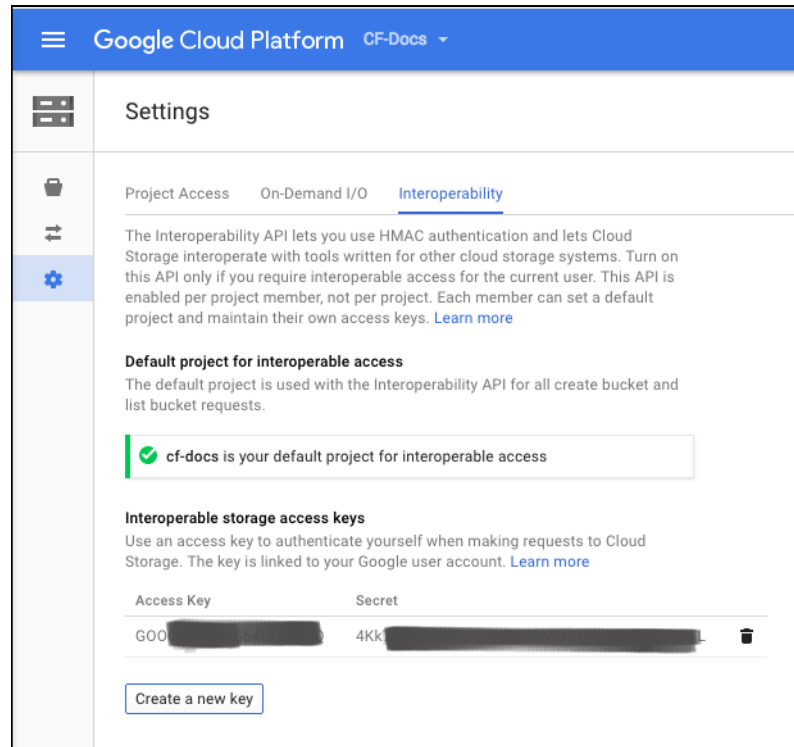 Google Cloud Platform CF-Docs
Settings
Project Access On-Demand I/O Interoperability
The Interoperability API lets you use HMAC authentication and lets Cloud
Storage interoperate with tools written for other cloud storage systems. Turn on
this API only if you require interoperable access for the current user. This API is
enabled per project member, not per project. Each member can set a default
project and maintain their own access keys. Learn more
Default project for interoperable access
The default project is used with the Interoperability API for all create bucket and
list bucket requests.
cf-docs is your default project for interoperable access
Interoperable storage access keys
Use an access key to authenticate yourself when making requests to Cloud
Storage. The key is linked to your Google user account. Learn more
Access Key Secret
Create a new key